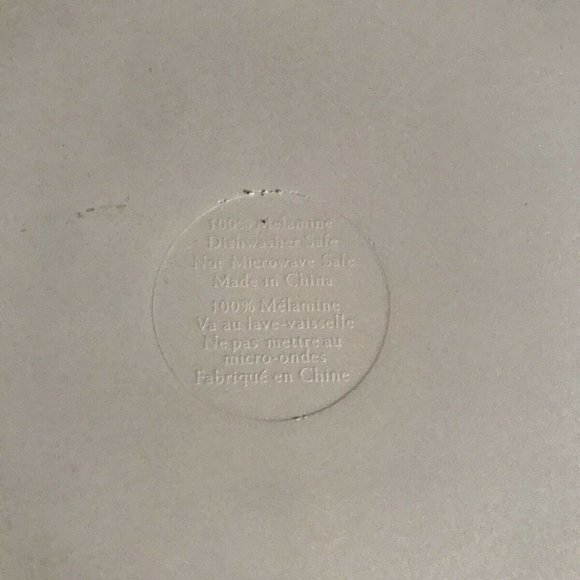 100% Melamine
Dishwasher Safe
Not Microwave Safe
Made in China
100% Mélamine
Va au lave-vaisselle
Ne pas mettre au
micro-ondes
Fabriqué en Chine